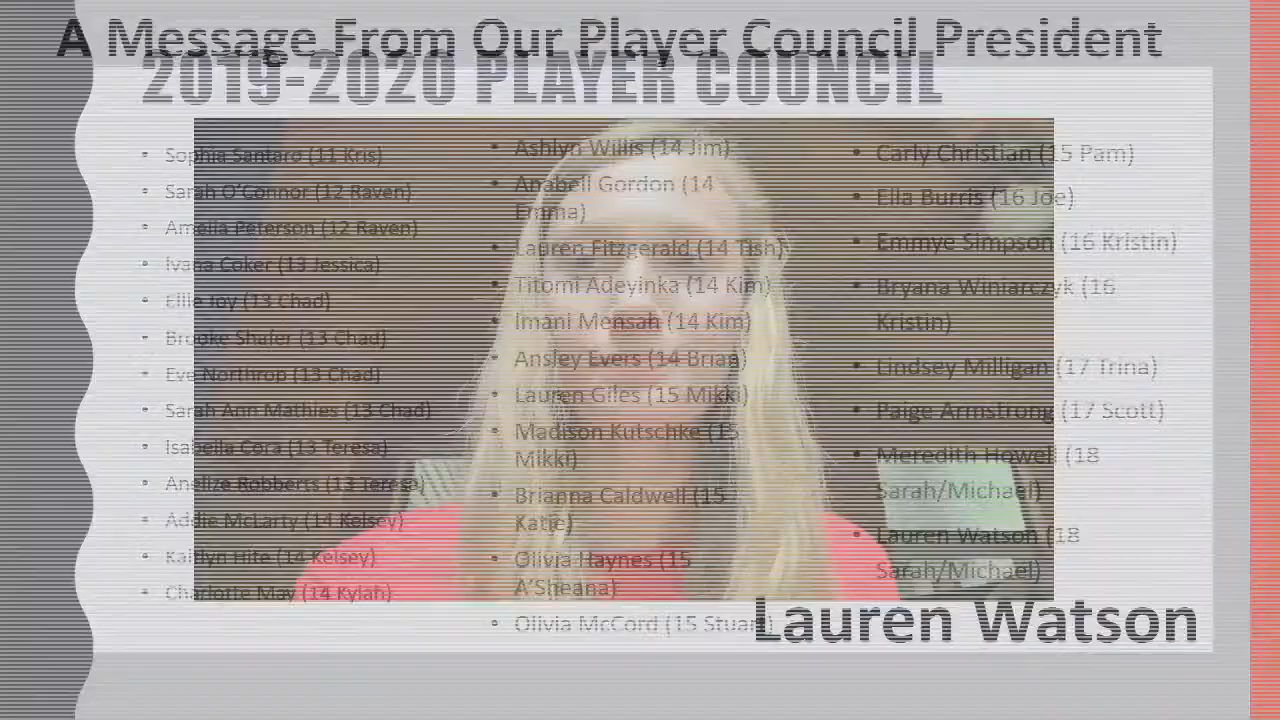 A Message From Our Player Council President
2019-2020 PLAYER COUNCIL
• Sophia Santaro (11 Kris)
• Sarah O'Connor (12 Raven)
• Amelia Peterson (12 Raven)
• Ivana Coker (13 Jessica)
• Ellie Joy (13 Chad)
• Brooke Shafer (13 Chad)
• Eve Northrop (13 Chad)
• Sarah Ann Mathies (13 Chad)
• Isabella Cora (13 Teresa)
• Anelize Robberts (13 Teresa)
• Addie McLarty (14 Kelsey)
• Kaitlyn Hite (14 Kelsey)
• Charlotte May (14 Kylah)
• Ashlyn Willis (14 Jim)
• Anabell Gordon (14
Emma)
• Lauren Fitzgerald (14 Tish)
• Titomi Adeyinka (14 Kim)
• Imani Mensah (14 Kim)
• Ansley Evers (14 Brian)
• Lauren Giles (15 Mikki)
• Madison Kutschke (15
Mikki)
• Brianna Caldwell (15
Katie)
• Olivia Haynes (15
A'Sheana)
• Olivia McCord (15 Stuart)
• Carly Christian (15 Pam)
• Ella Burris (16 Joe)
• Emmye Simpson (16 Kristin)
• Bryana Winiarczyk (16
Kristin)
• Lindsey Milligan (17 Trina)
• Paige Armstrong (17 Scott)
• Meredith Howell (18
Sarah/Michael)
• Lauren Watson (18
Sarah/Michael)
Lauren Watson